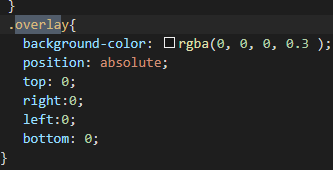 }
.overlay{
background-color: rgba(0, 0, 0, 0.3 );
position: absolute;
top: 0;
right:0;
left:0;
bottom: 0;
}